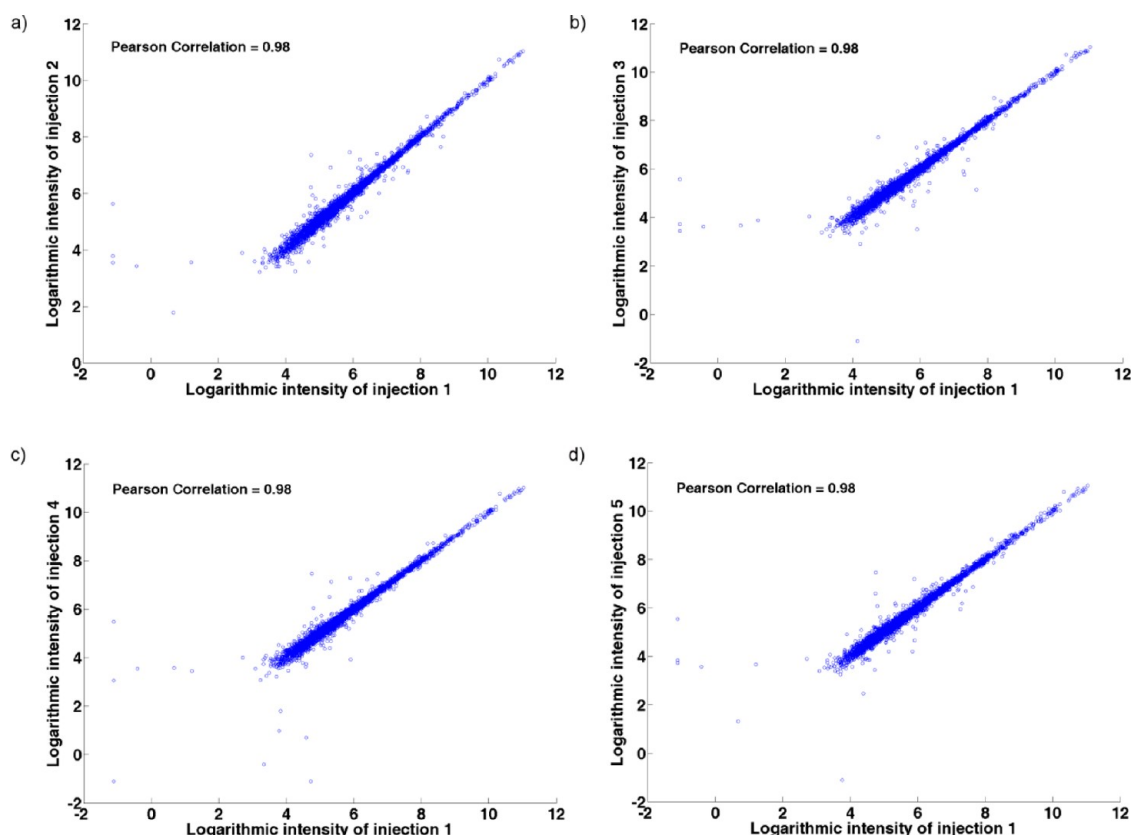 a)
Pearson Correlation = 0.98
Logarithmic intensity of injection 2
12
10
8
6
4
2
0
-2 0 2 4 6 8 10 12
Logarithmic intensity of injection 1
b)
Pearson Correlation = 0.98
Logarithmic intensity of injection 3
12
10
8
6
4
2
0
-2
-2 0 2 4 6 8 10 12
Logarithmic intensity of injection 1
c)
Pearson Correlation = 0.98
Logarithmic intensity of injection 4
12
10
8
6
4
2
0
-2
-2 0 2 4 6 8 10 12
Logarithmic intensity of injection 1
d)
Pearson Correlation = 0.98
Logarithmic intensity of injection 5
12
10
8
6
4
2
0
-2
-2 0 2 4 6 8 10 12
Logarithmic intensity of injection 1